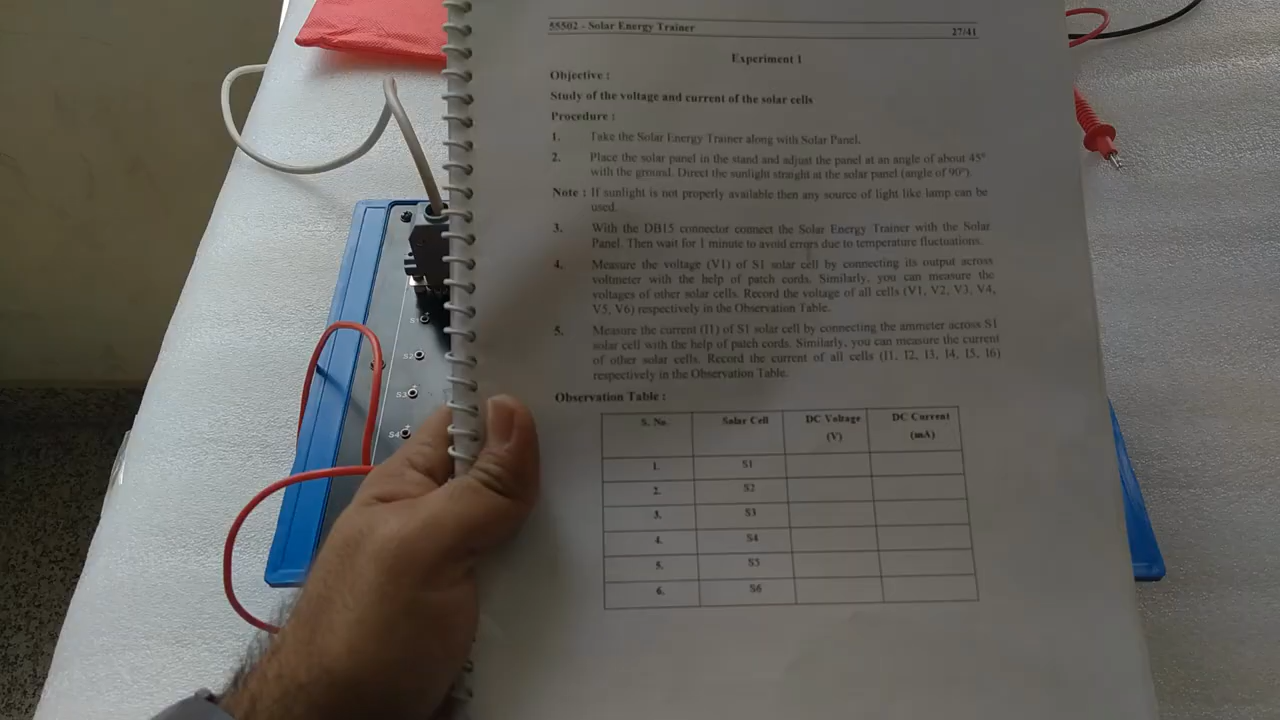 55502 - Solar Energy Trainer 27/41
Experiment 1
Objective :
Study of the voltage and current of the solar cells
Procedure :
1. Take the Solar Energy Trainer along with Solar Panel.
2. Place the solar panel in the stand and adjust the panel at an angle of about 45°
with the ground. Direct the sunlight straight at the solar panel (angle of 90°).
Note : If sunlight is not properly available then any source of light like lamp can be
used.
3. With the DB15 connector connect the Solar Energy Trainer with the Solar
Panel. Then wait for 1 minute to avoid errors due to temperature fluctuations.
4. Measure the voltage (V1) of S1 solar cell by connecting its output across
voltmeter with the help of patch cords. Similarly, you can measure the
voltages of other solar cells. Record the voltage of all cells (V1, V2, V3, V4,
V5, V6) respectively in the Observation Table.
5. Measure the current (I1) of S1 solar cell by connecting the ammeter across S1
solar cell with the help of patch cords. Similarly, you can measure the current
of other solar cells. Record the current of all cells (I1, I2, I3, I4, I5, I6)
respectively in the Observation Table.
Observation Table :
S. No. Solar Cell DC Voltage (V) DC Current (mA)
1. S1
2. S2
3. S3
4. S4
5. S5
6. S6
S1
S2
S3
S4